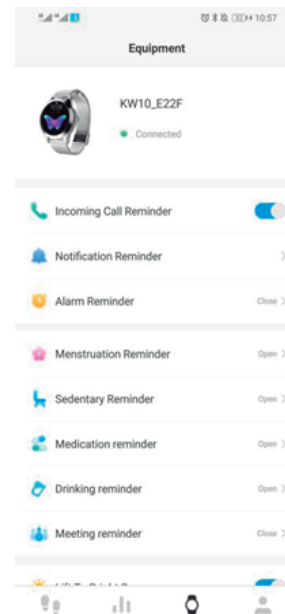 10:57
Equipment
KW10_E22F
Connected
Incoming Call Reminder
Notification Reminder
Alarm Reminder Close
Menstruation Reminder Open
Sedentary Reminder Open
Medication reminder Open
Drinking reminder Open
Meeting reminder Close